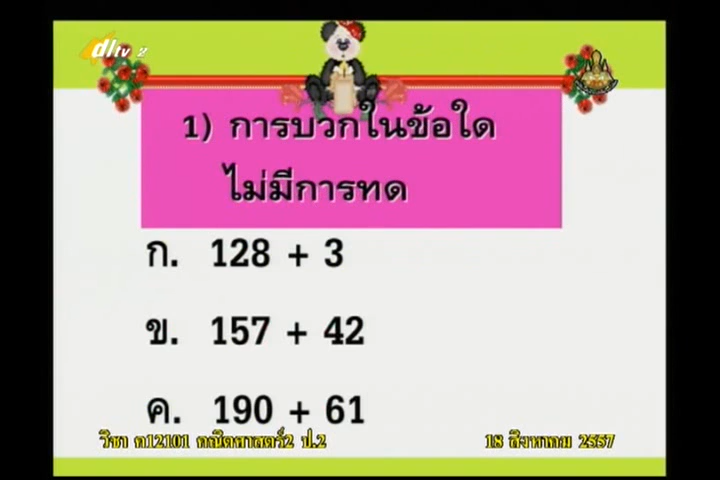 dltv 2
1) การบวกในข้อใด
ไม่มีการทด
ก. 128 + 3
ข. 157 + 42
ค. 190 + 61
วิชา ค12101 คณิตศาสตร์2 ป.2
18 สิงหาคม 2557